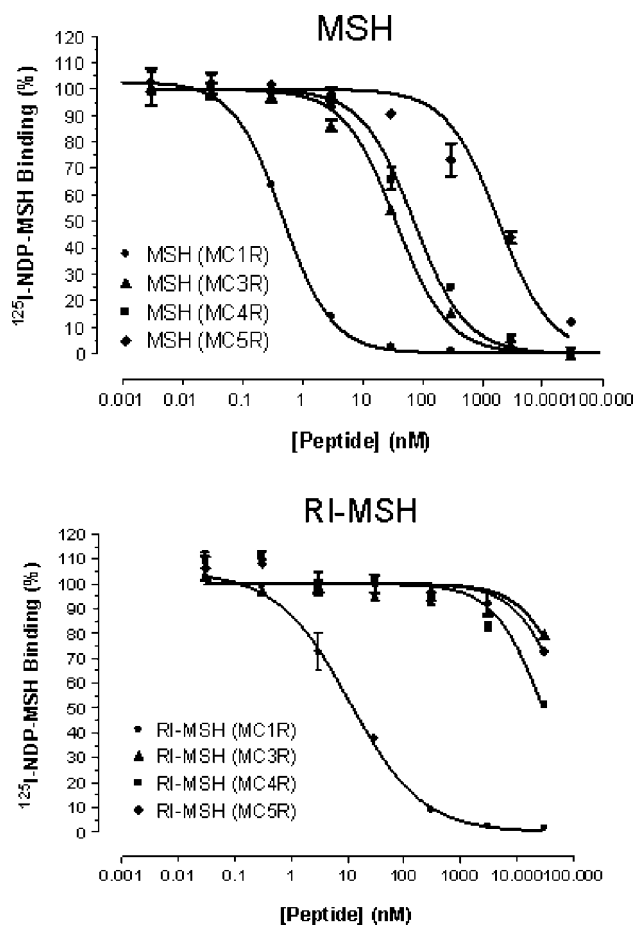 MSH
120
110
100
90
80
70
60
50
40
30
20
10
0
¹²⁵I-NDP-MSH Binding (%)
MSH (MC1R)
MSH (MC3R)
MSH (MC4R)
MSH (MC5R)
0.001 0.01 0.1 1 10 100 1000 10.000100.000
[Peptide] (nM)
RI-MSH
120
110
100
90
80
70
60
50
40
30
20
10
0
¹²⁵I-NDP-MSH Binding (%)
RI-MSH (MC1R)
RI-MSH (MC3R)
RI-MSH (MC4R)
RI-MSH (MC5R)
0.001 0.01 0.1 1 10 100 1000 10.000100.000
[Peptide] (nM)